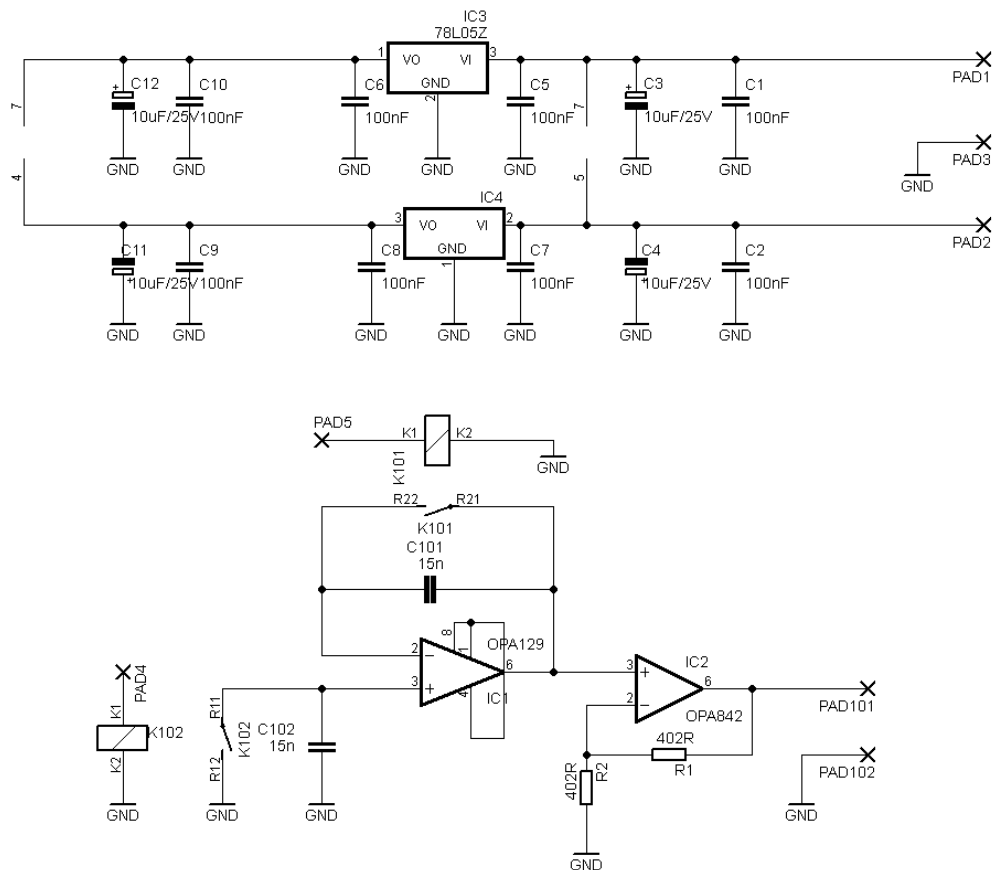 IC3
78L05Z
1 VO VI 3
GND
2
PAD1
7
C12
+
10uF/25V
C10
100nF
C6
100nF
C5
100nF
7
C3
+
10uF/25V
C1
100nF
GND GND GND GND GND GND GND
PAD3
GND
4
5
IC4
3 VO VI 2
GND
1
PAD2
C11
+
10uF/25V
C9
100nF
C8
100nF
C7
100nF
C4
+
10uF/25V
C2
100nF
GND GND GND GND GND GND GND
PAD5
K1 K2
K101
GND
R22 R21
K101
C101
15n
8
1
OPA129
2 −
3 +
6
4
IC1
IC2
3 +
2 −
6
OPA842
PAD101
PAD4
K1
K102
K2
GND
R11
K102
R12
GND
C102
15n
GND
402R
R1
402R
R2
GND
PAD102
GND